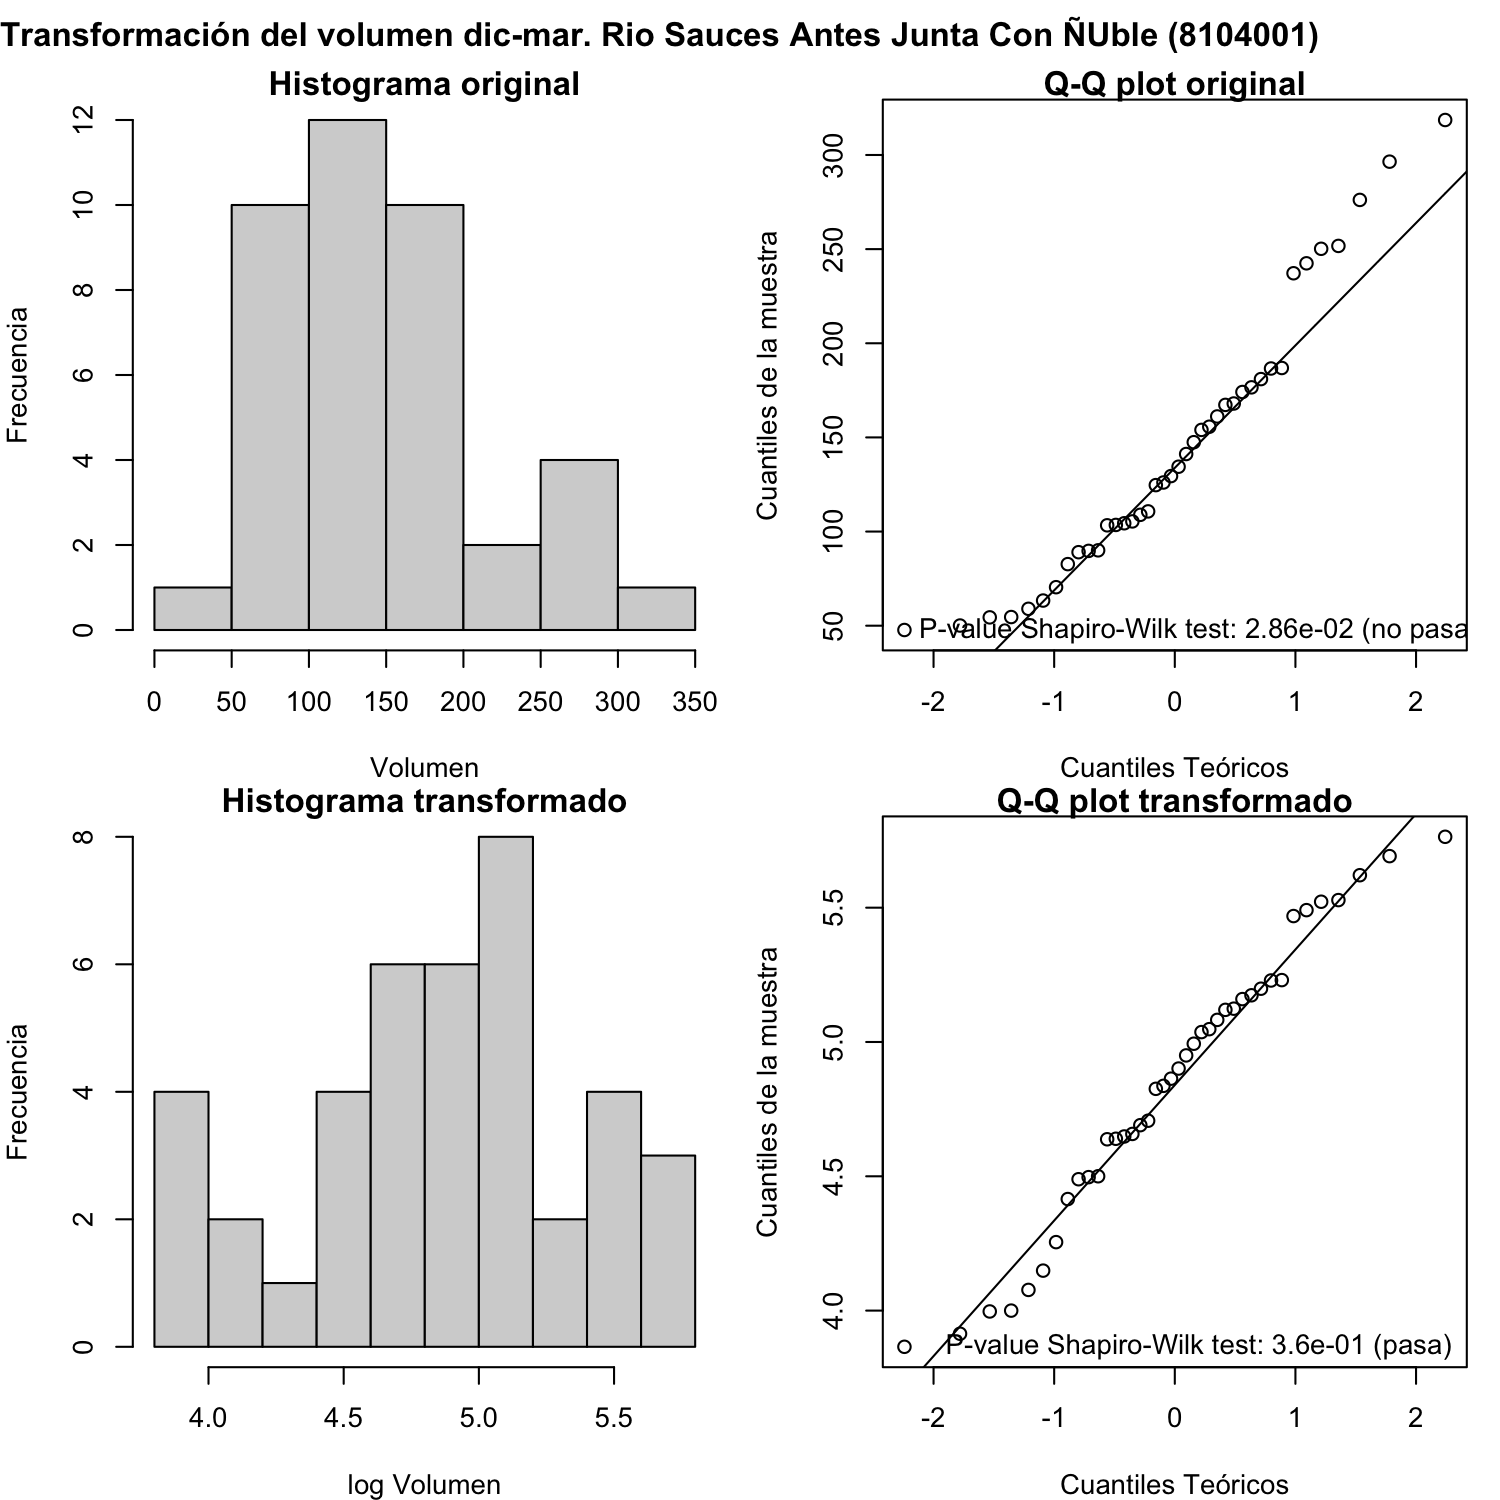 Transformación del volumen dic-mar. Rio Sauces Antes Junta Con ÑUble (8104001)
Histograma original
Frecuencia
0 2 4 6 8 10 12
0 50 100 150 200 250 300 350
Volumen
Q-Q plot original
Cuantiles de la muestra
50 100 150 200 250 300
P-value Shapiro-Wilk test: 2.86e-02 (no pasa
-2 -1 0 1 2
Cuantiles Teóricos
Histograma transformado
Frecuencia
0 2 4 6 8
4.0 4.5 5.0 5.5
log Volumen
Q-Q plot transformado
Cuantiles de la muestra
4.0 4.5 5.0 5.5
P-value Shapiro-Wilk test: 3.6e-01 (pasa)
-2 -1 0 1 2
Cuantiles Teóricos